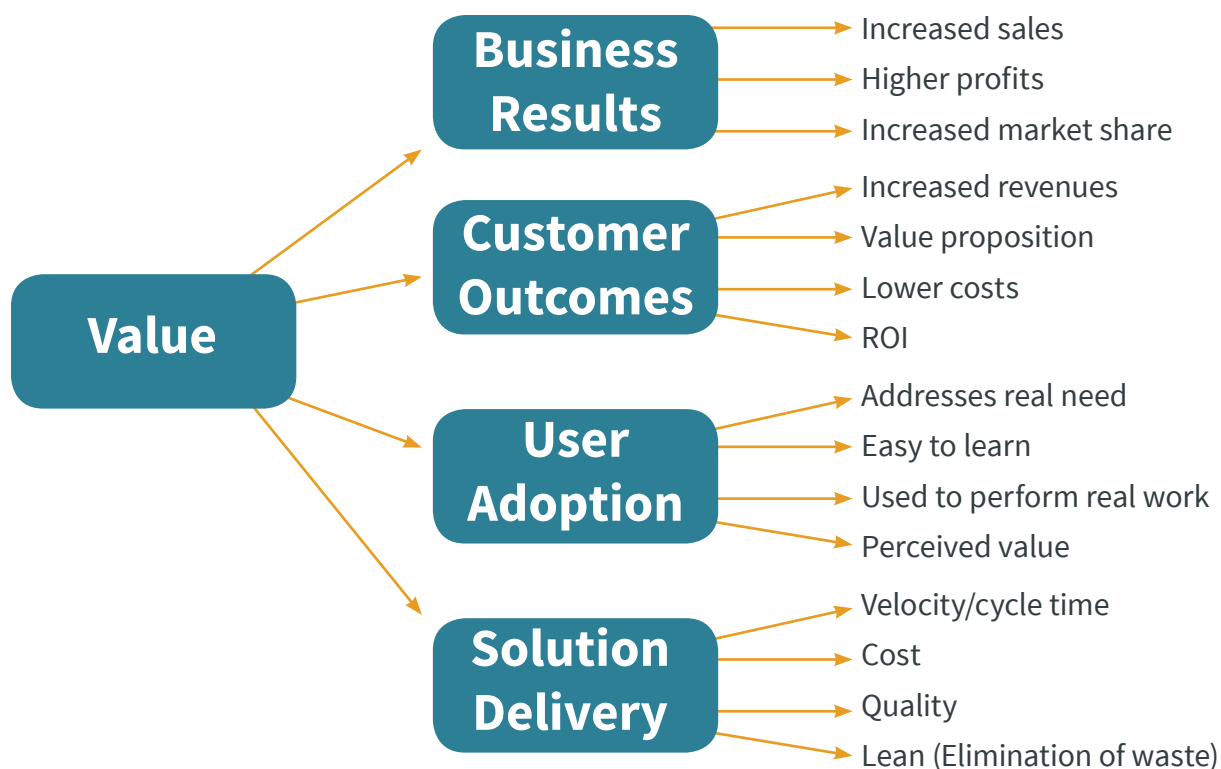 Value
Business
Results
Increased sales
Higher profits
Increased market share
Customer
Outcomes
Increased revenues
Value proposition
Lower costs
ROI
User
Adoption
Addresses real need
Easy to learn
Used to perform real work
Perceived value
Solution
Delivery
Velocity/cycle time
Cost
Quality
Lean (Elimination of waste)